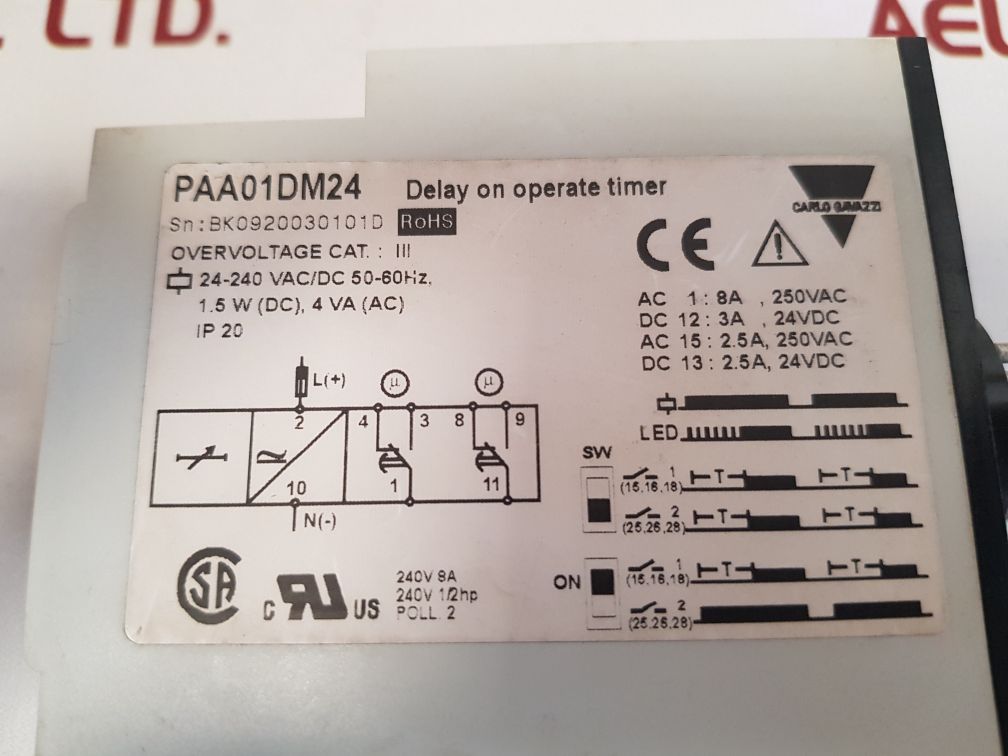 LTD.
PAA01DM24 Delay on operate timer
Sn:BK0920030101D RoHS
CARLO GAVAZZI
OVERVOLTAGE CAT. : III
24-240 VAC/DC 50-60Hz,
1.5 W (DC), 4 VA (AC)
IP 20
CE
AC 1 : 8A , 250VAC
DC 12 : 3A , 24VDC
AC 15 : 2.5A, 250VAC
DC 13 : 2.5A, 24VDC
L(+) µ µ
2 4 3 8 9
10 1 11
N(-)
LED
SW
1 T T
(15,16,18)
2 T T
(25,26,28)
ON
1 T T
(15,16,18)
2
(25,26,28)
SA
C RU US
240V 8A
240V 1/2hp
POLL. 2